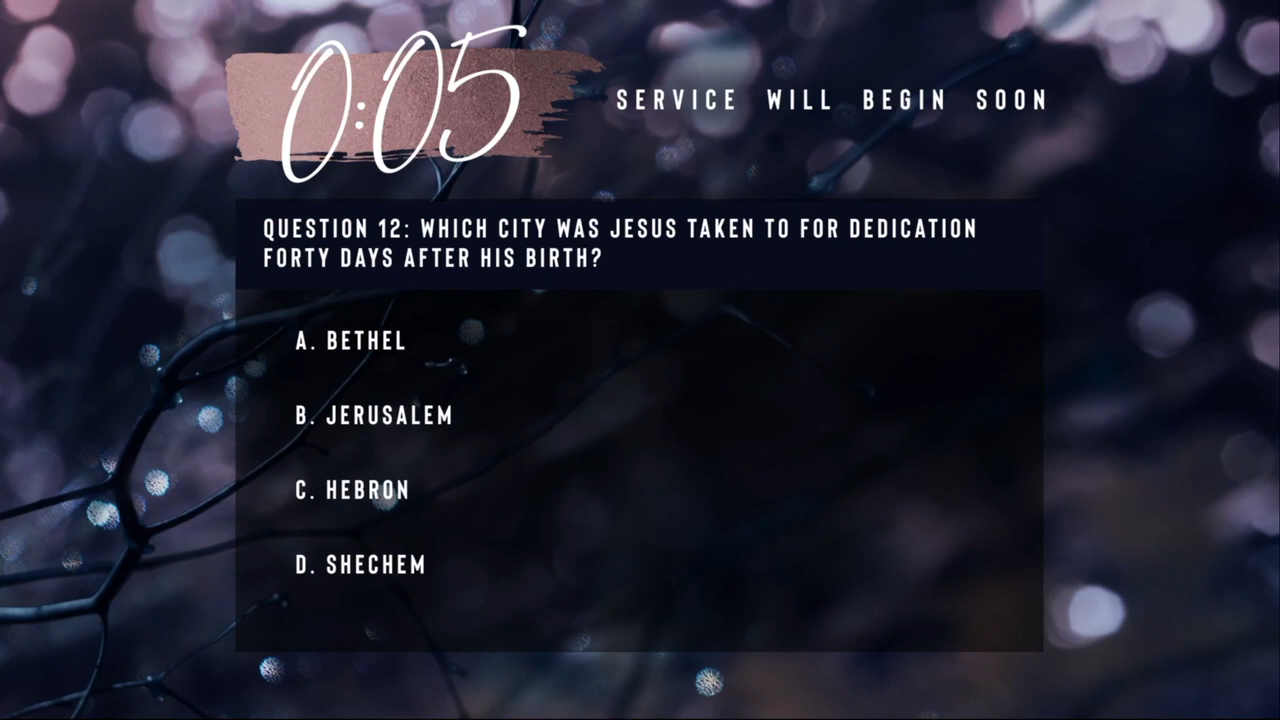 0:05
SERVICE WILL BEGIN SOON
QUESTION 12: WHICH CITY WAS JESUS TAKEN TO FOR DEDICATION
FORTY DAYS AFTER HIS BIRTH?
A. BETHEL
B. JERUSALEM
C. HEBRON
D. SHECHEM